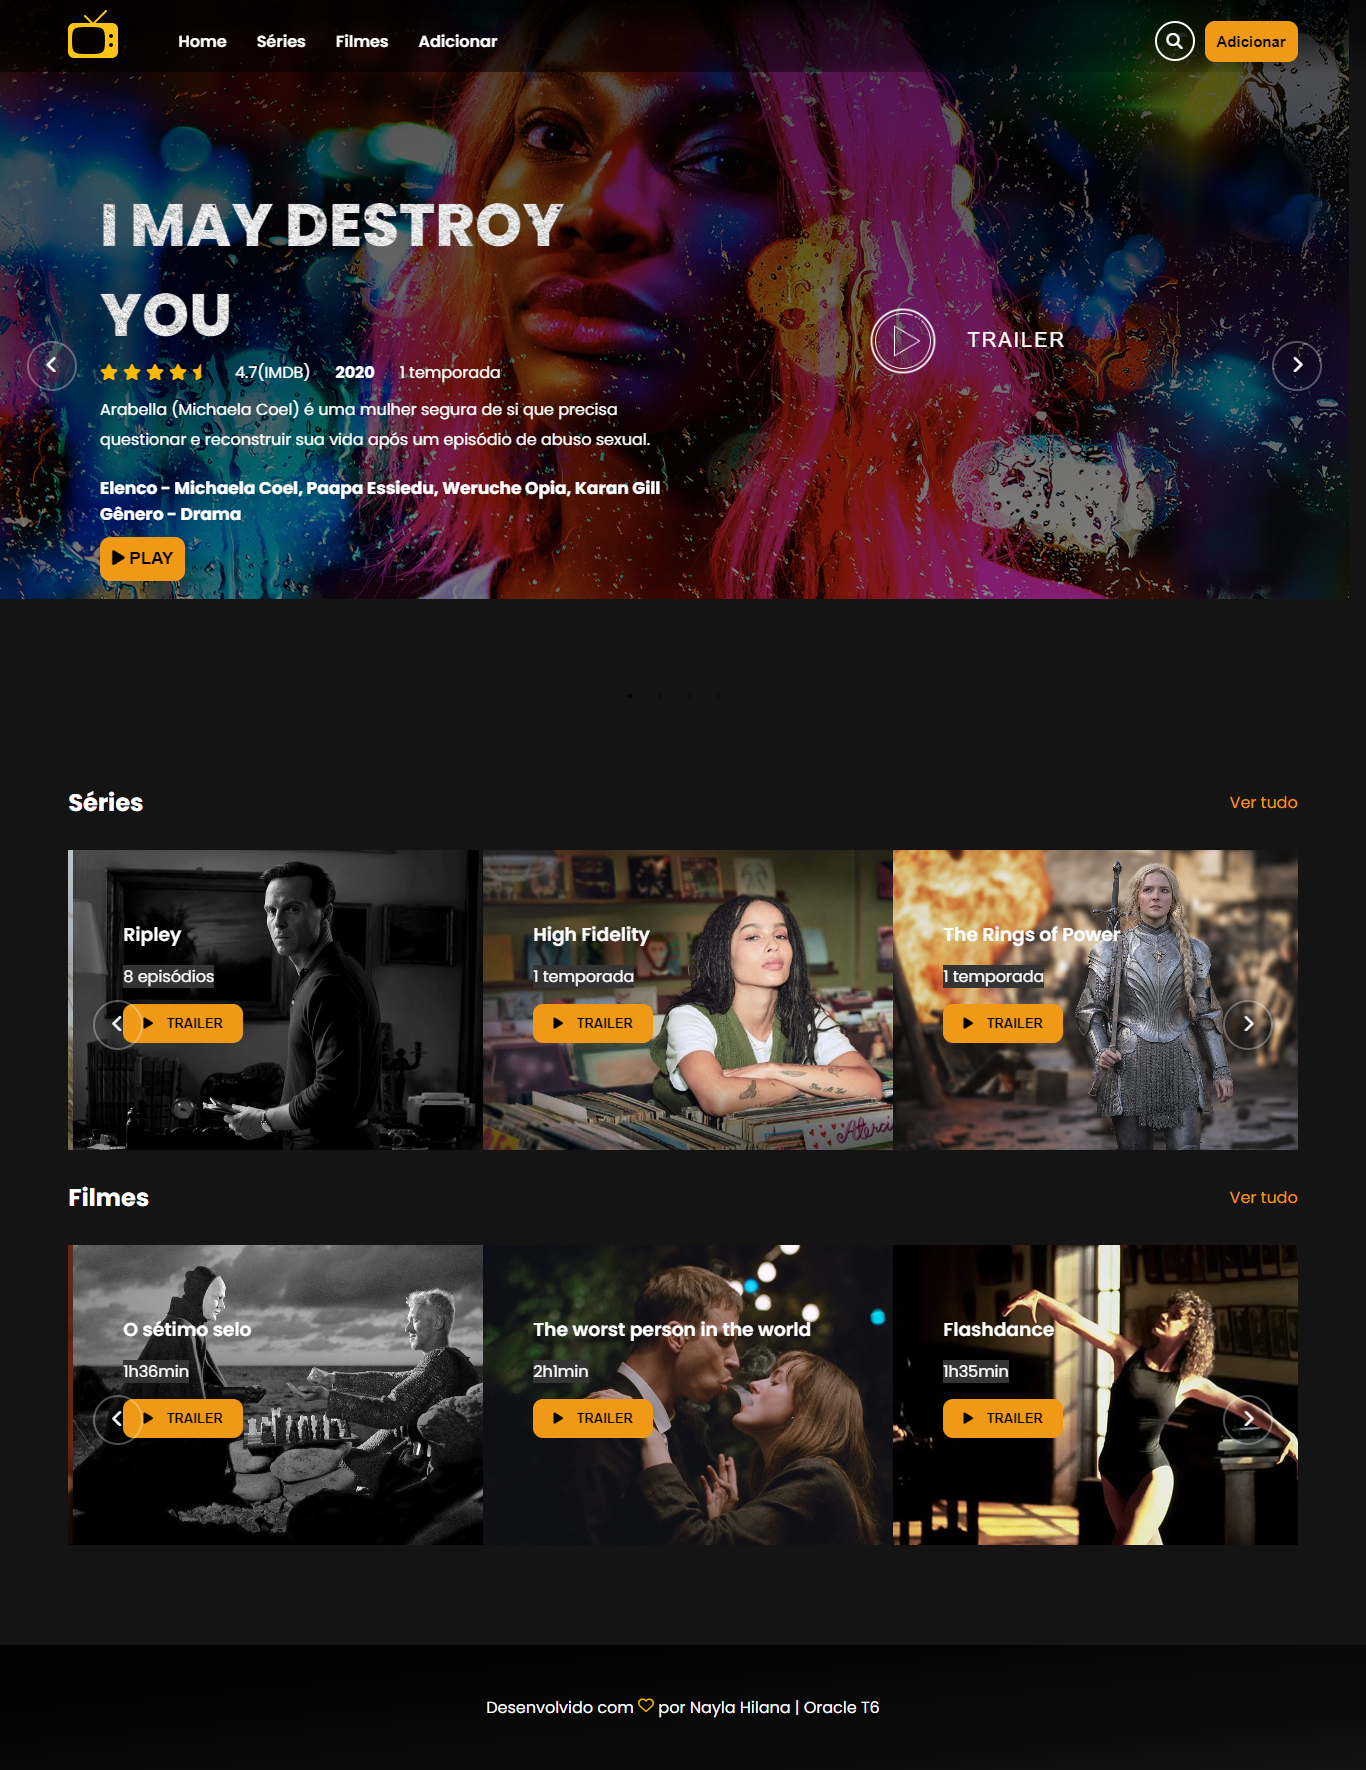 Home Séries Filmes Adicionar Adicionar
I MAY DESTROY
YOU
TRAILER
4.7(IMDB) 2020 1 temporada
Arabella (Michaela Coel) é uma mulher segura de si que precisa
questionar e reconstruir sua vida após um episódio de abuso sexual.
Elenco - Michaela Coel, Paapa Essiedu, Weruche Opia, Karan Gill
Gênero - Drama
PLAY
Séries Ver tudo
Ripley
8 episódios
TRAILER
High Fidelity
1 temporada
TRAILER
The Rings of Power
1 temporada
TRAILER
Filmes Ver tudo
O sétimo selo
1h36min
TRAILER
The worst person in the world
2h1min
TRAILER
Flashdance
1h35min
TRAILER
Desenvolvido com por Nayla Hilana | Oracle T6